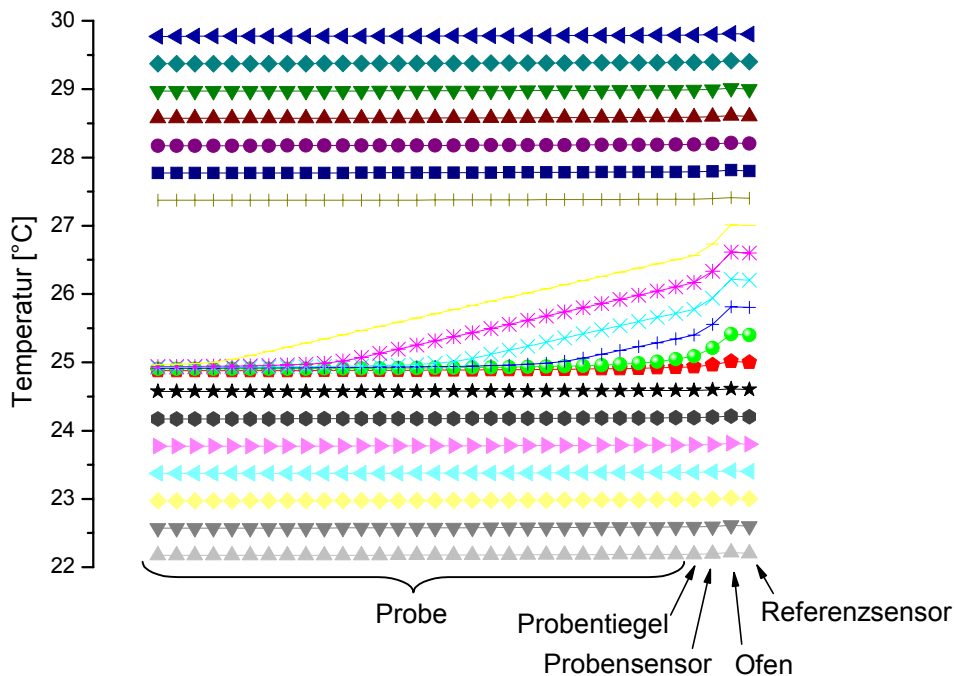 Temperatur [°C]
30
29
28
27
26
25
24
23
22
Probe
Probentiegel
Probensensor
Ofen
Referenzsensor